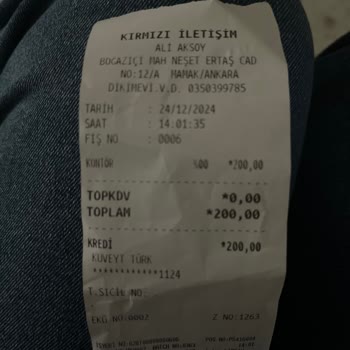 KIRMIZI İLETİŞİM
ALİ AKSOY
BOĞAZİÇİ MAH NEŞET ERTAŞ CAD
NO:12/A MAMAK/ANKARA
DİKİMEVİ V.D. 0350399785
TARİH : 24/12/2024
SAAT : 14:01:35
FİŞ NO : 0006
KONTÖR %00 *200,00
TOPKDV *0,00
TOPLAM *200,00
KREDİ *200,00
KUVEYT TÜRK
************1124
T.SİCİL NO:
EKÜ NO:0002 Z NO:1263